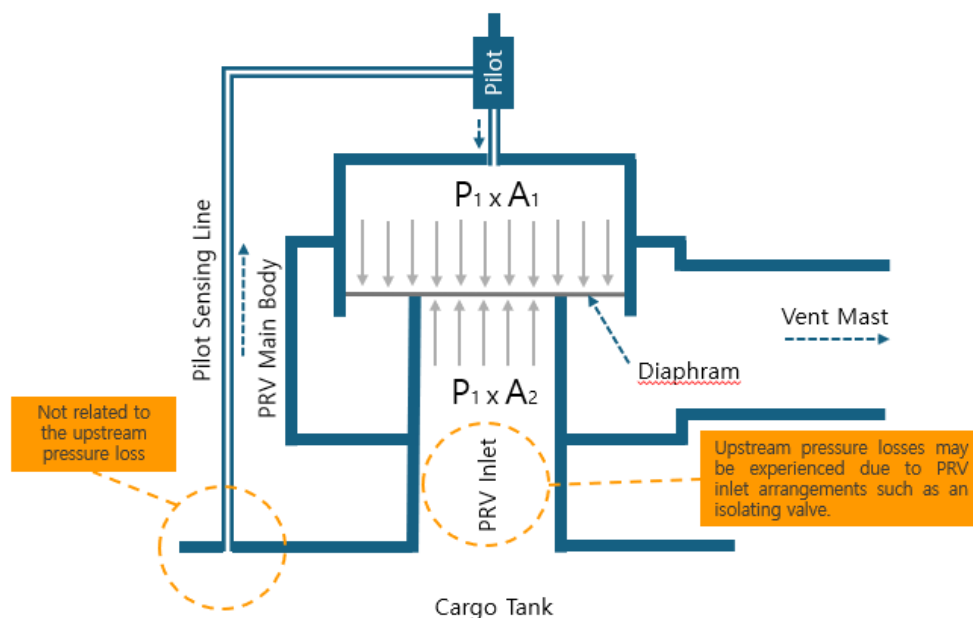 Pilot
P1 x A1
Pilot Sensing Line
PRV Main Body
Vent Mast
Diaphram
P1 x A2
Not related to
the upstream
pressure loss
PRV Inlet
Upstream pressure losses may
be experienced due to PRV
inlet arrangements such as an
isolating valve.
Cargo Tank